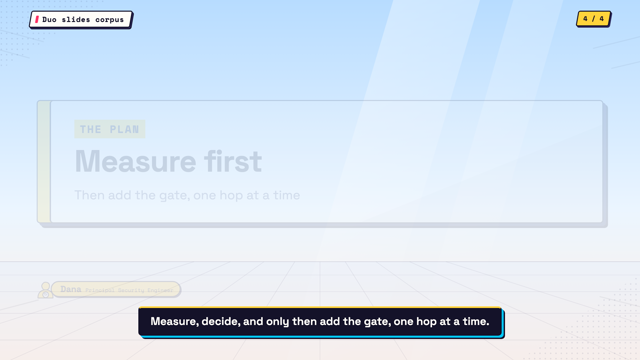 Duo slides corpus
4 / 4
THE PLAN
Measure first
Then add the gate, one hop at a time
Dana
Measure, decide, and only then add the gate, one hop at a time.